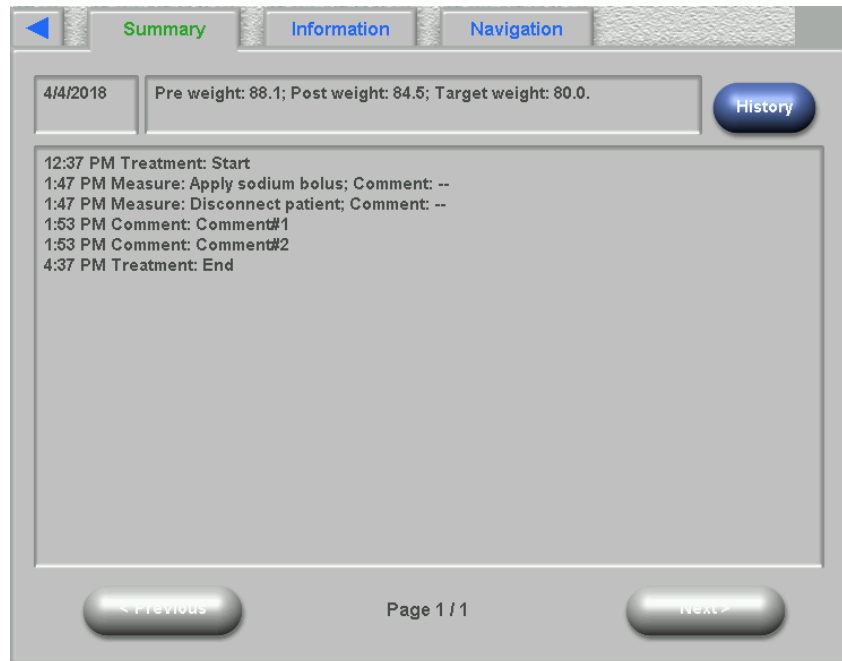 Summary
Information
Navigation
4/4/2018
Pre weight: 88.1; Post weight: 84.5; Target weight: 80.0.
History
12:37 PM Treatment: Start
1:47 PM Measure: Apply sodium bolus; Comment: --
1:47 PM Measure: Disconnect patient; Comment: --
1:53 PM Comment: Comment#1
1:53 PM Comment: Comment#2
4:37 PM Treatment: End
< Previous
Page 1 / 1
Next >